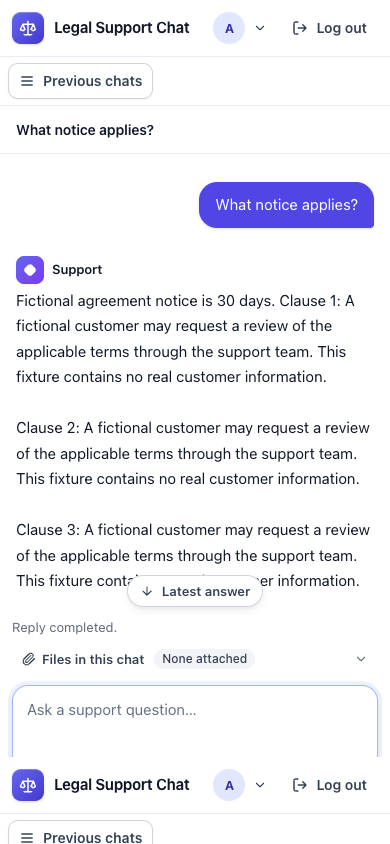 Legal Support Chat
A
Log out
Previous chats
What notice applies?
What notice applies?
Support
Fictional agreement notice is 30 days. Clause 1: A
fictional customer may request a review of the
applicable terms through the support team. This
fixture contains no real customer information.
Clause 2: A fictional customer may request a review
of the applicable terms through the support team.
This fixture contains no real customer information.
Clause 3: A fictional customer may request a review
of the applicable terms through the support team.
This fixture information.
Latest answer
Reply completed.
Files in this chat
None attached
Ask a support question...
Legal Support Chat
A
Log out
Previous chats